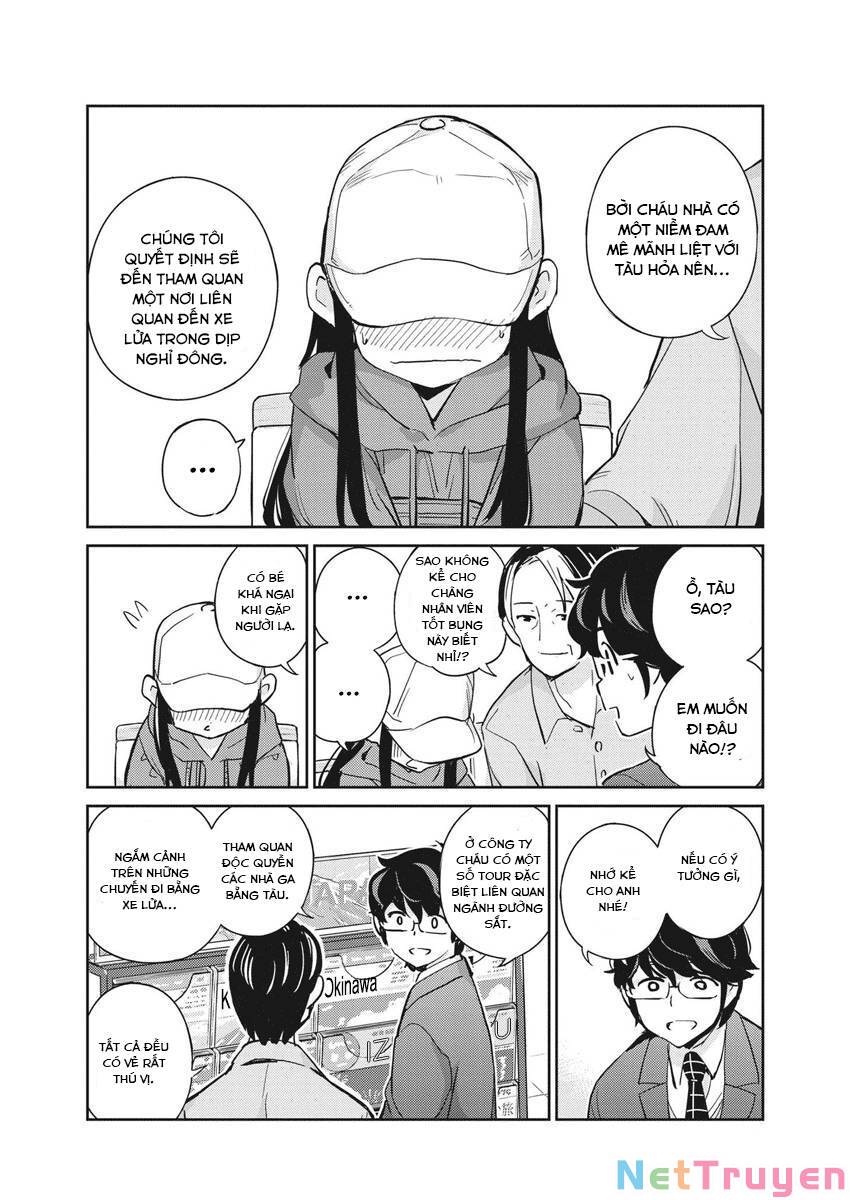 BỞI CHÁU NHÀ CÓ
MỘT NIỀM ĐAM
MÊ MÃNH LIỆT VỚI
TÀU HỎA NÊN...
CHÚNG TÔI
QUYẾT ĐỊNH SẼ
ĐẾN THAM QUAN
MỘT NƠI LIÊN
QUAN ĐẾN XE
LỬA TRONG DỊP
NGHỈ ĐÔNG.
...
Ồ, TÀU
SAO?
EM MUỐN
ĐI ĐÂU
NÀO!?
SAO KHÔNG
KỂ CHO
CHÂNG
NHÂN VIÊN
TỐT BỤNG
NÀY BIẾT
NHỈ!?
...
...
CÓ BÉ
KHÁ NGẠI
KHI GẶP
NGƯỜI LẠ.
NẾU CÓ Ý
TƯỞNG GÌ,
NHỚ KỂ
CHO ANH
NHÉ!
Ở CÔNG TY
CHÁU CÓ MỘT
SỐ TOUR ĐẶC
BIỆT LIÊN QUAN
NGÀNH ĐƯỜNG
SẮT.
THAM QUAN
ĐỘC QUYỀN
CÁC NHÀ GA
BẰNG TÀU.
NGẮM CẢNH
TRÊN NHỮNG
CHUYẾN ĐI BẰNG
XE LỬA...
TẤT CẢ ĐỀU
CÓ VẺ RẤT
THÚ VỊ.
Okinawa
IZU
NetTruyen